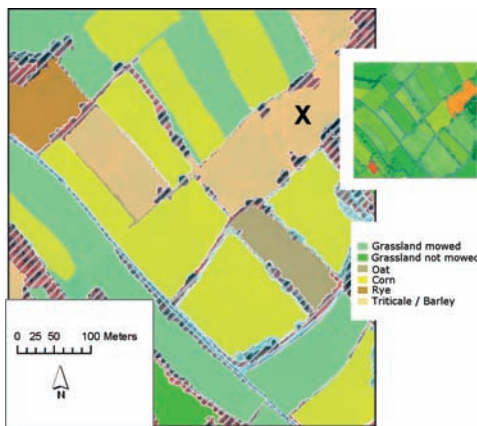 X
Grassland mowed
Grassland not mowed
Oat
Corn
Rye
Triticale / Barley
0 25 50 100 Meters
N